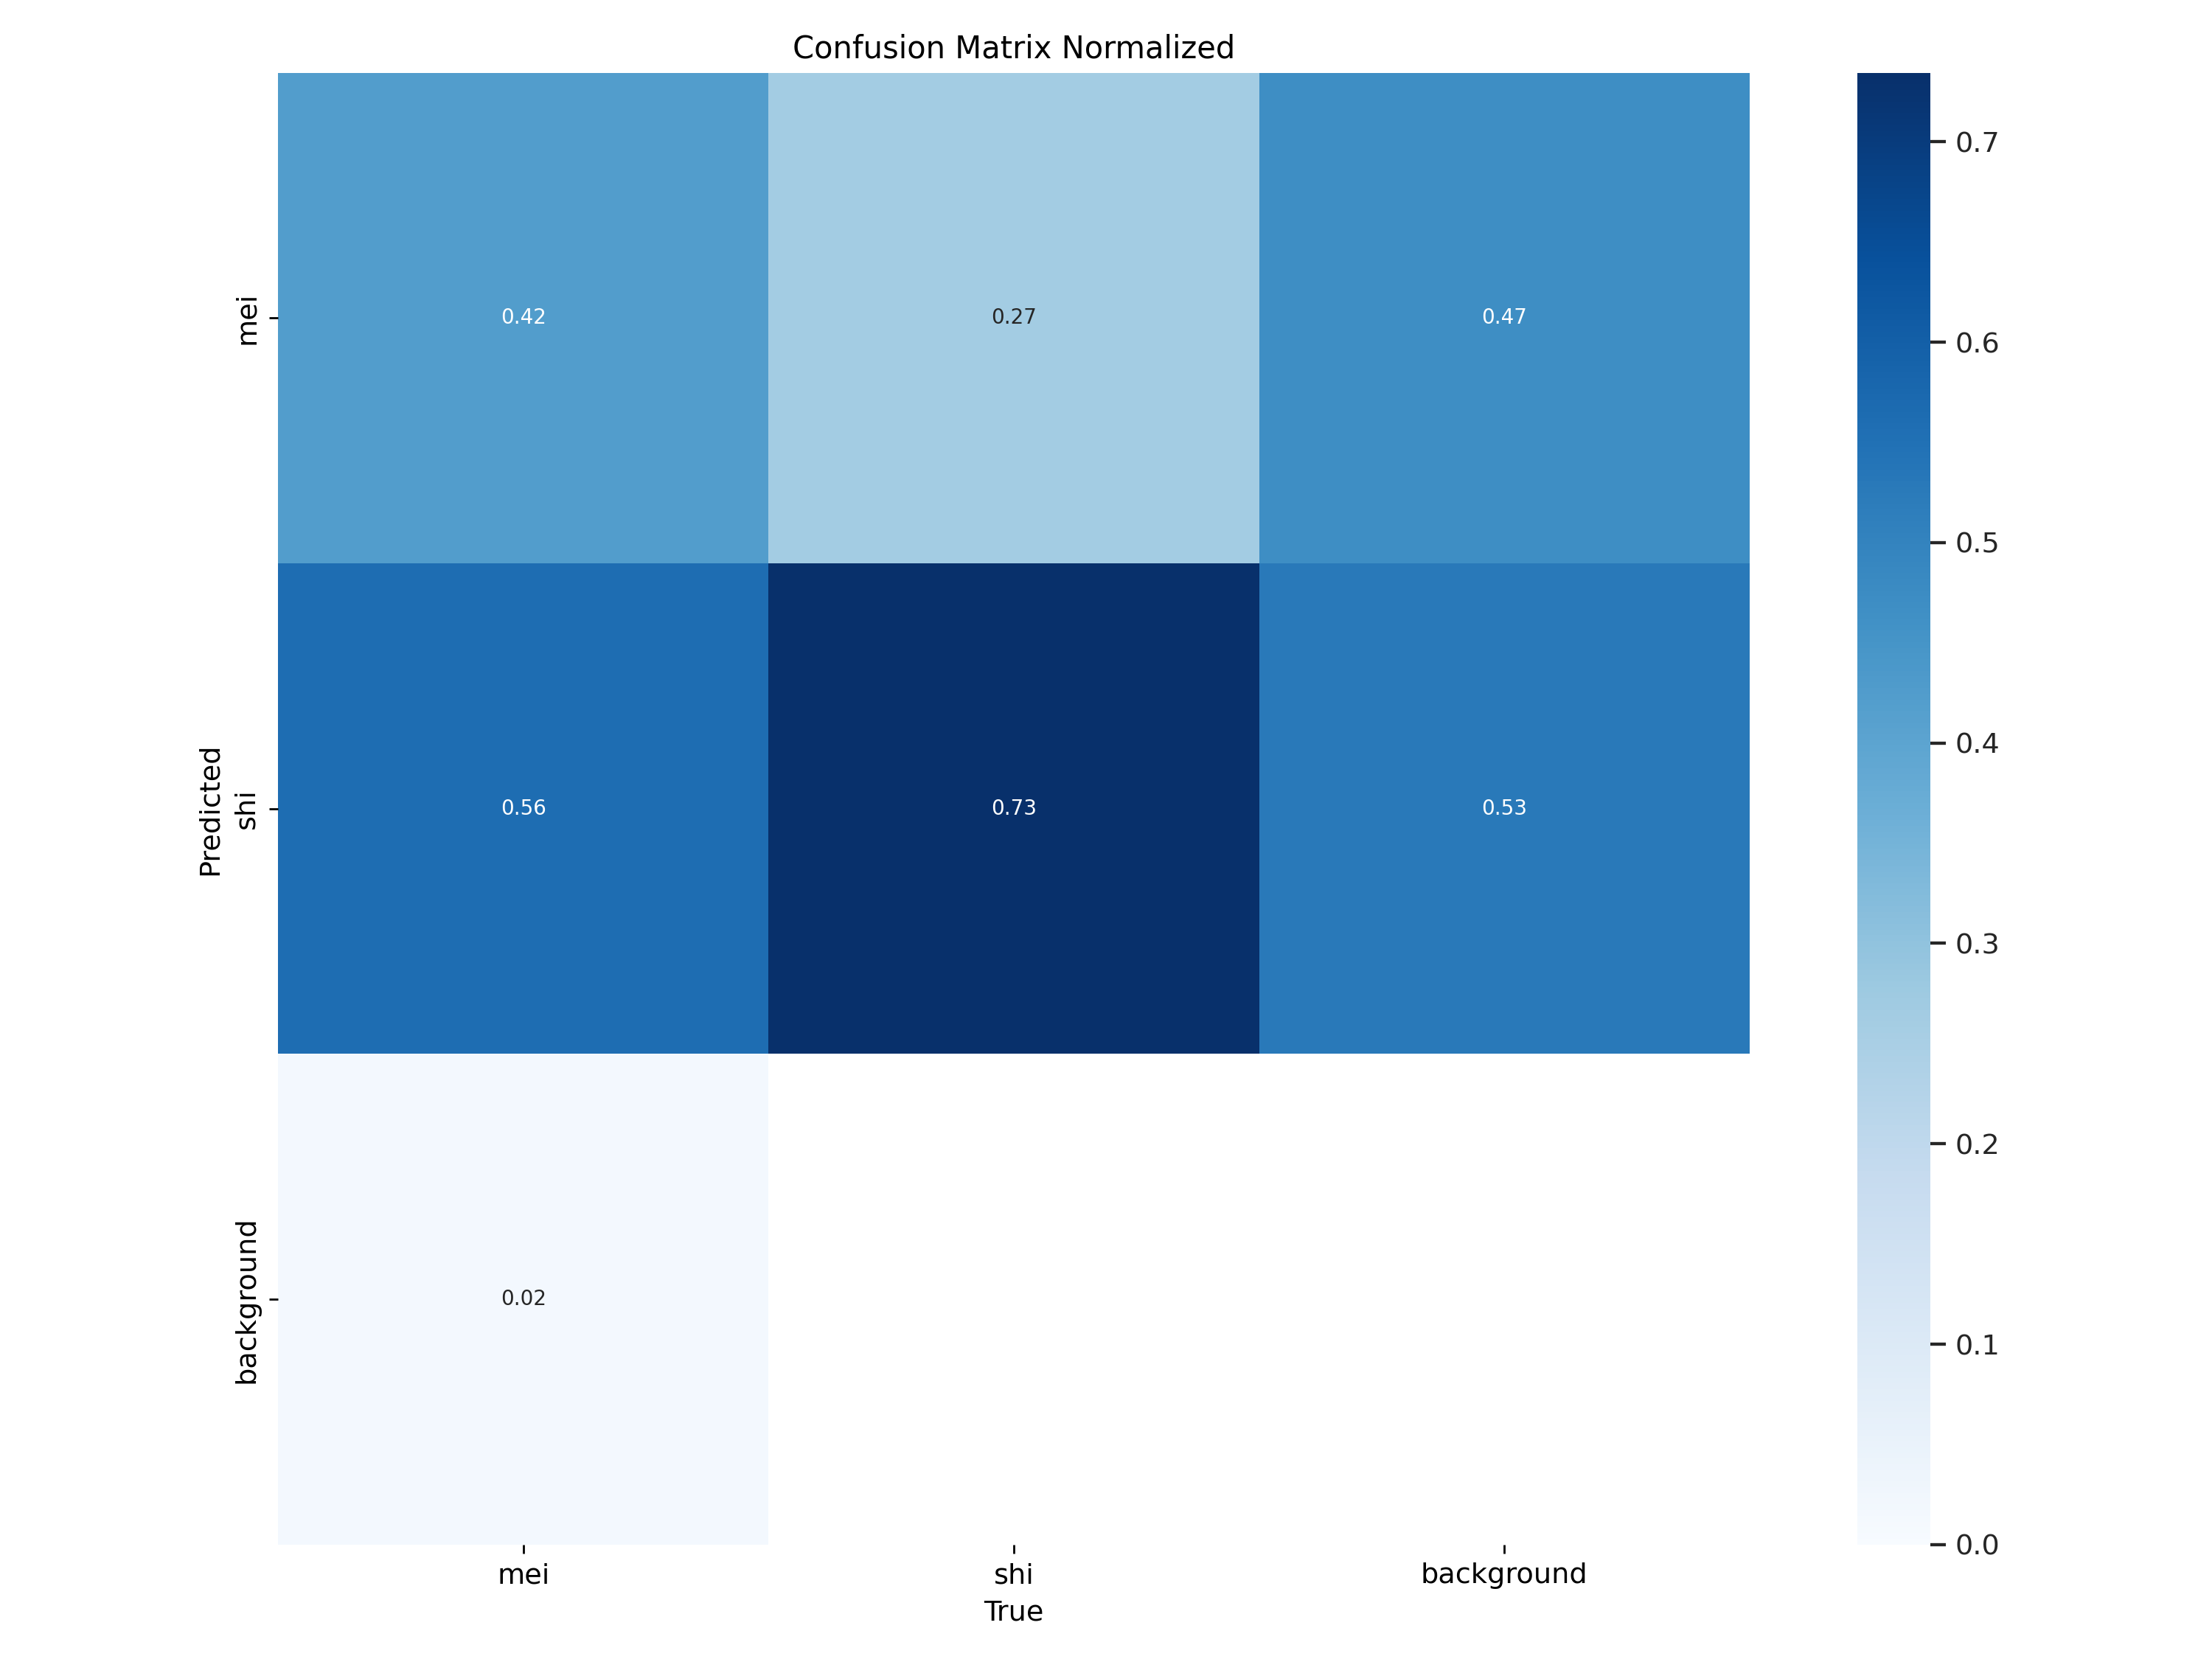 Confusion Matrix Normalized
mei
0.42 0.27 0.47
shi
0.56 0.73 0.53
background
0.02
Predicted
mei shi background
True
0.7
0.6
0.5
0.4
0.3
0.2
0.1
0.0